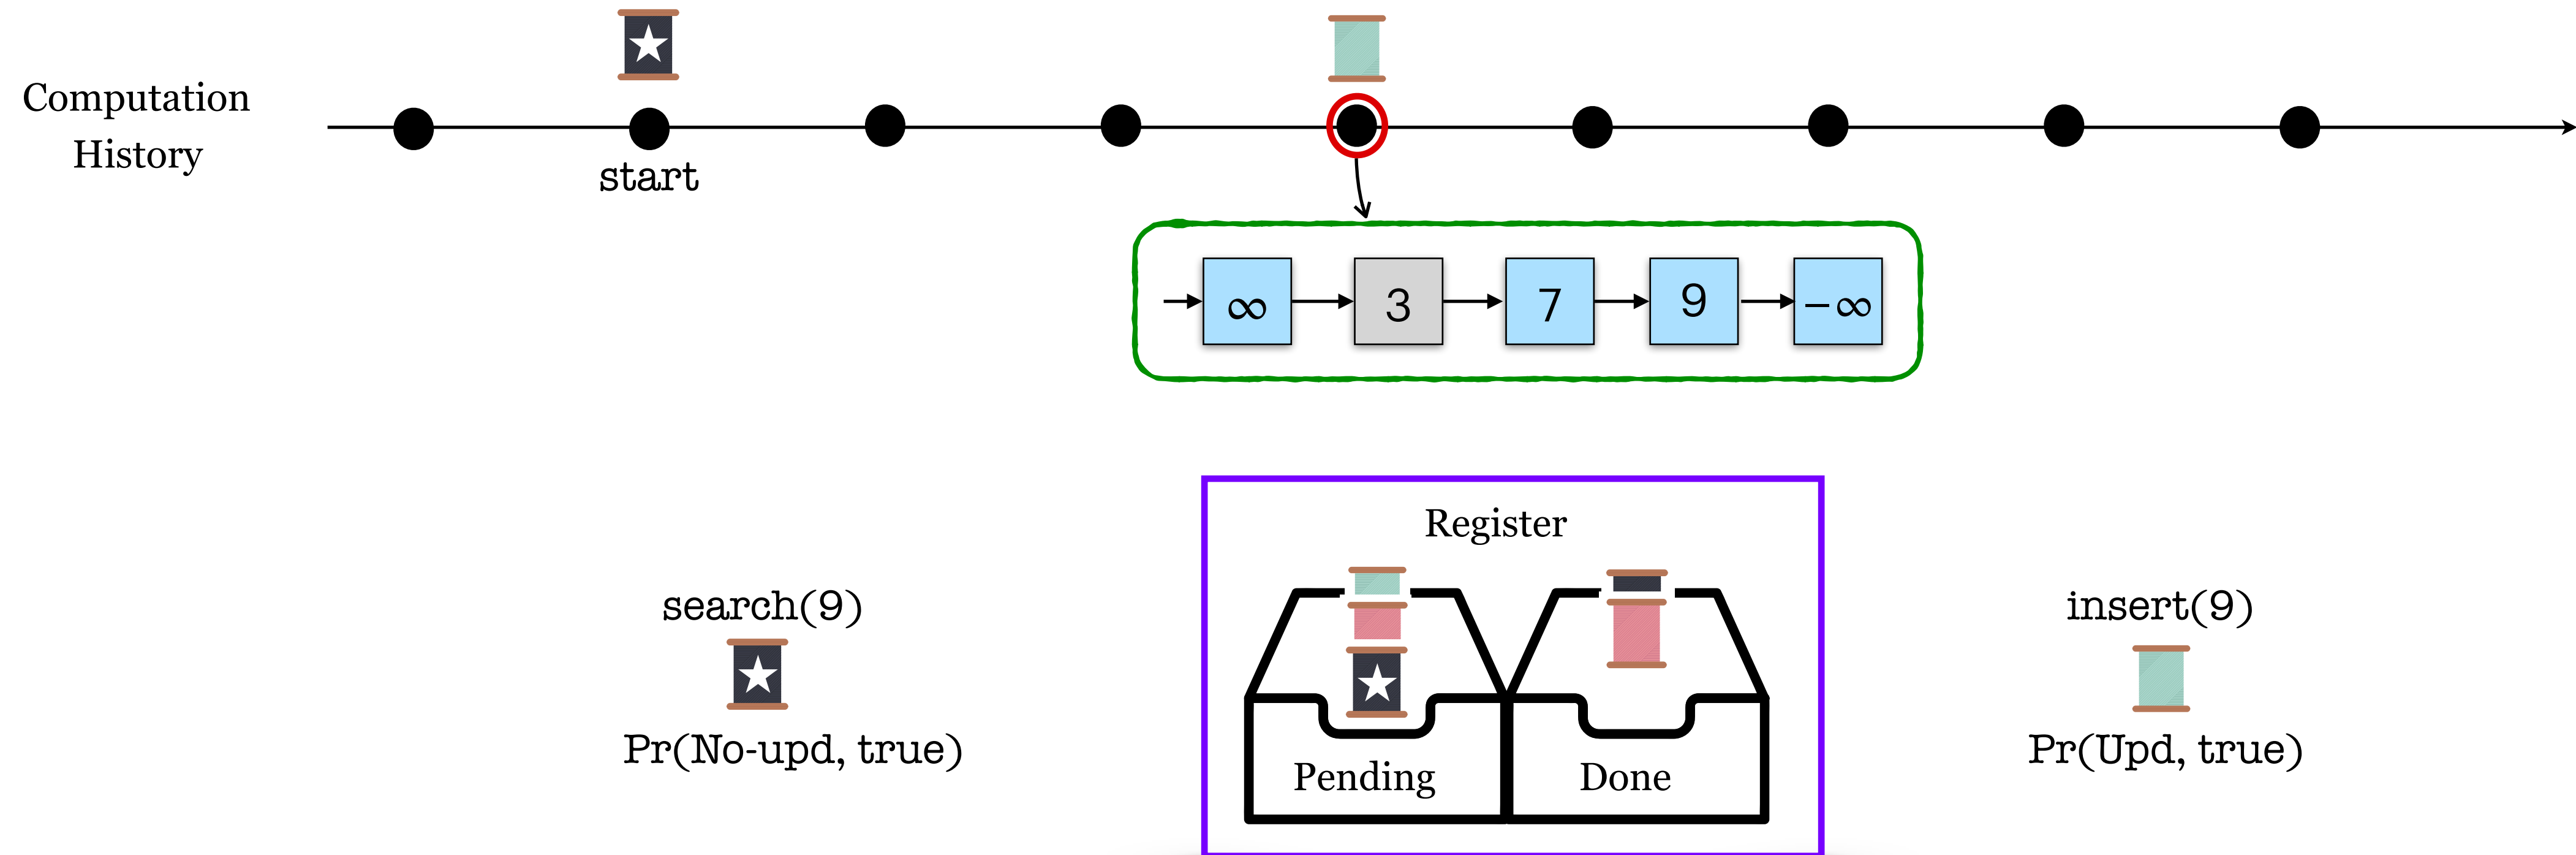 Computation
History
start
∞ 3 7 9 −∞
Register
search(9)
insert(9)
Pr(No-upd, true)
Pending
Done
Pr(Upd, true)